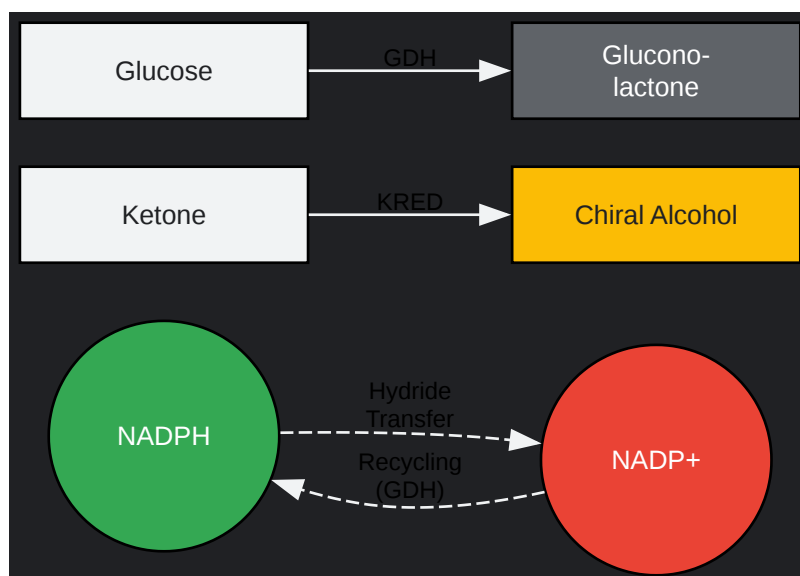 Glucose
GDH
Glucono-
lactone
Ketone
KRED
Chiral Alcohol
NADPH
Hydride
Transfer
Recycling
(GDH)
NADP+